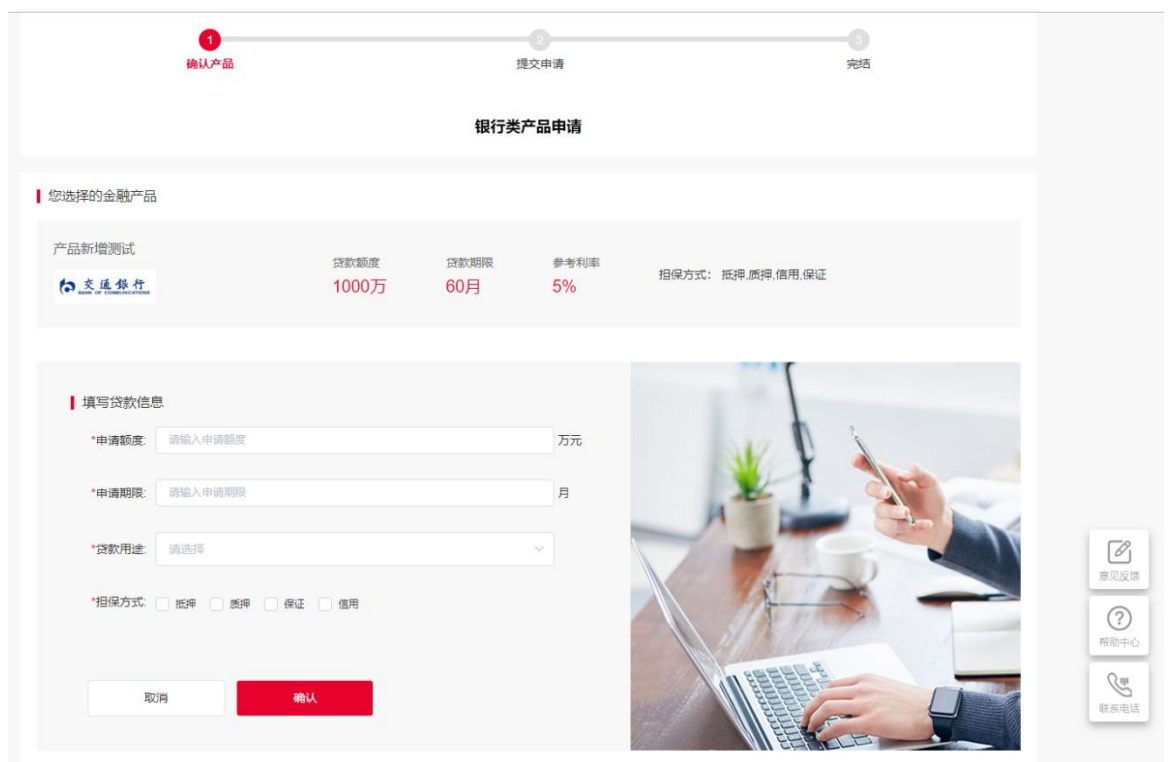 1
2
3
确认产品
提交申请
完结
银行类产品申请
您选择的金融产品
产品新增测试
交通銀行
BANK OF COMMUNICATIONS
贷款额度
1000万
贷款期限
60月
参考利率
5%
担保方式： 抵押,质押,信用,保证
填写贷款信息
*申请额度: 请输入申请额度 万元
*申请期限: 请输入申请期限 月
*贷款用途: 请选择
*担保方式: 抵押 质押 保证 信用
取消
确认
意见反馈
帮助中心
联系电话